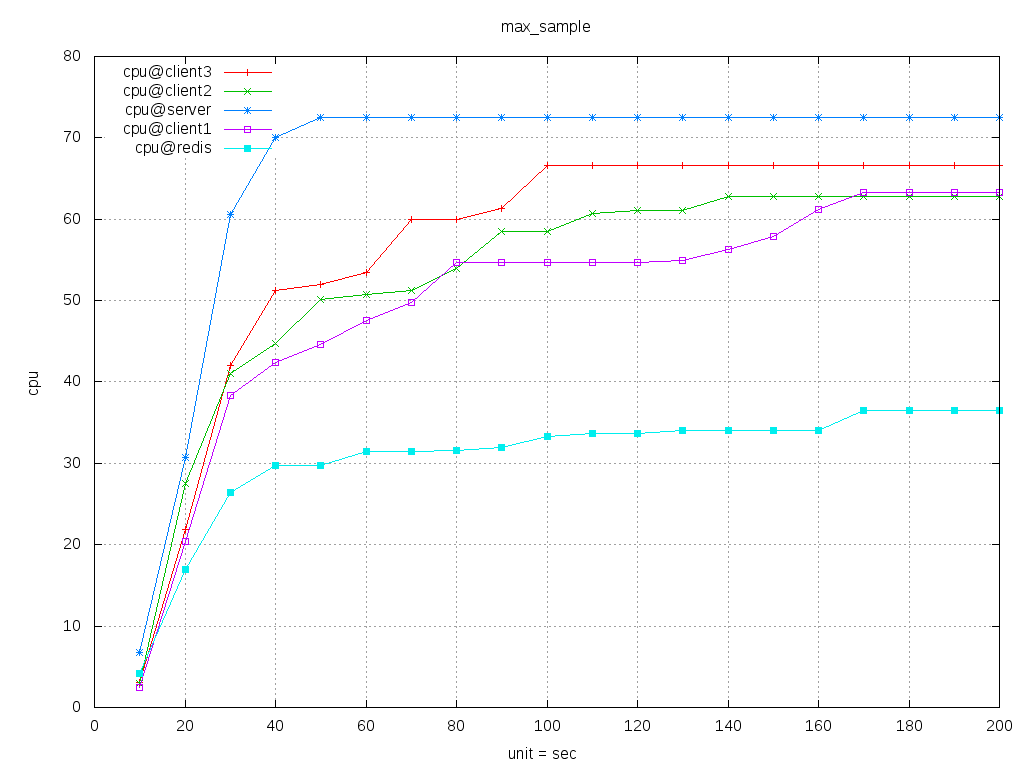 max_sample
80
70
60
50
40
30
20
10
0
cpu
cpu@client3
cpu@client2
cpu@server
cpu@client1
cpu@redis
0 20 40 60 80 100 120 140 160 180 200
unit = sec